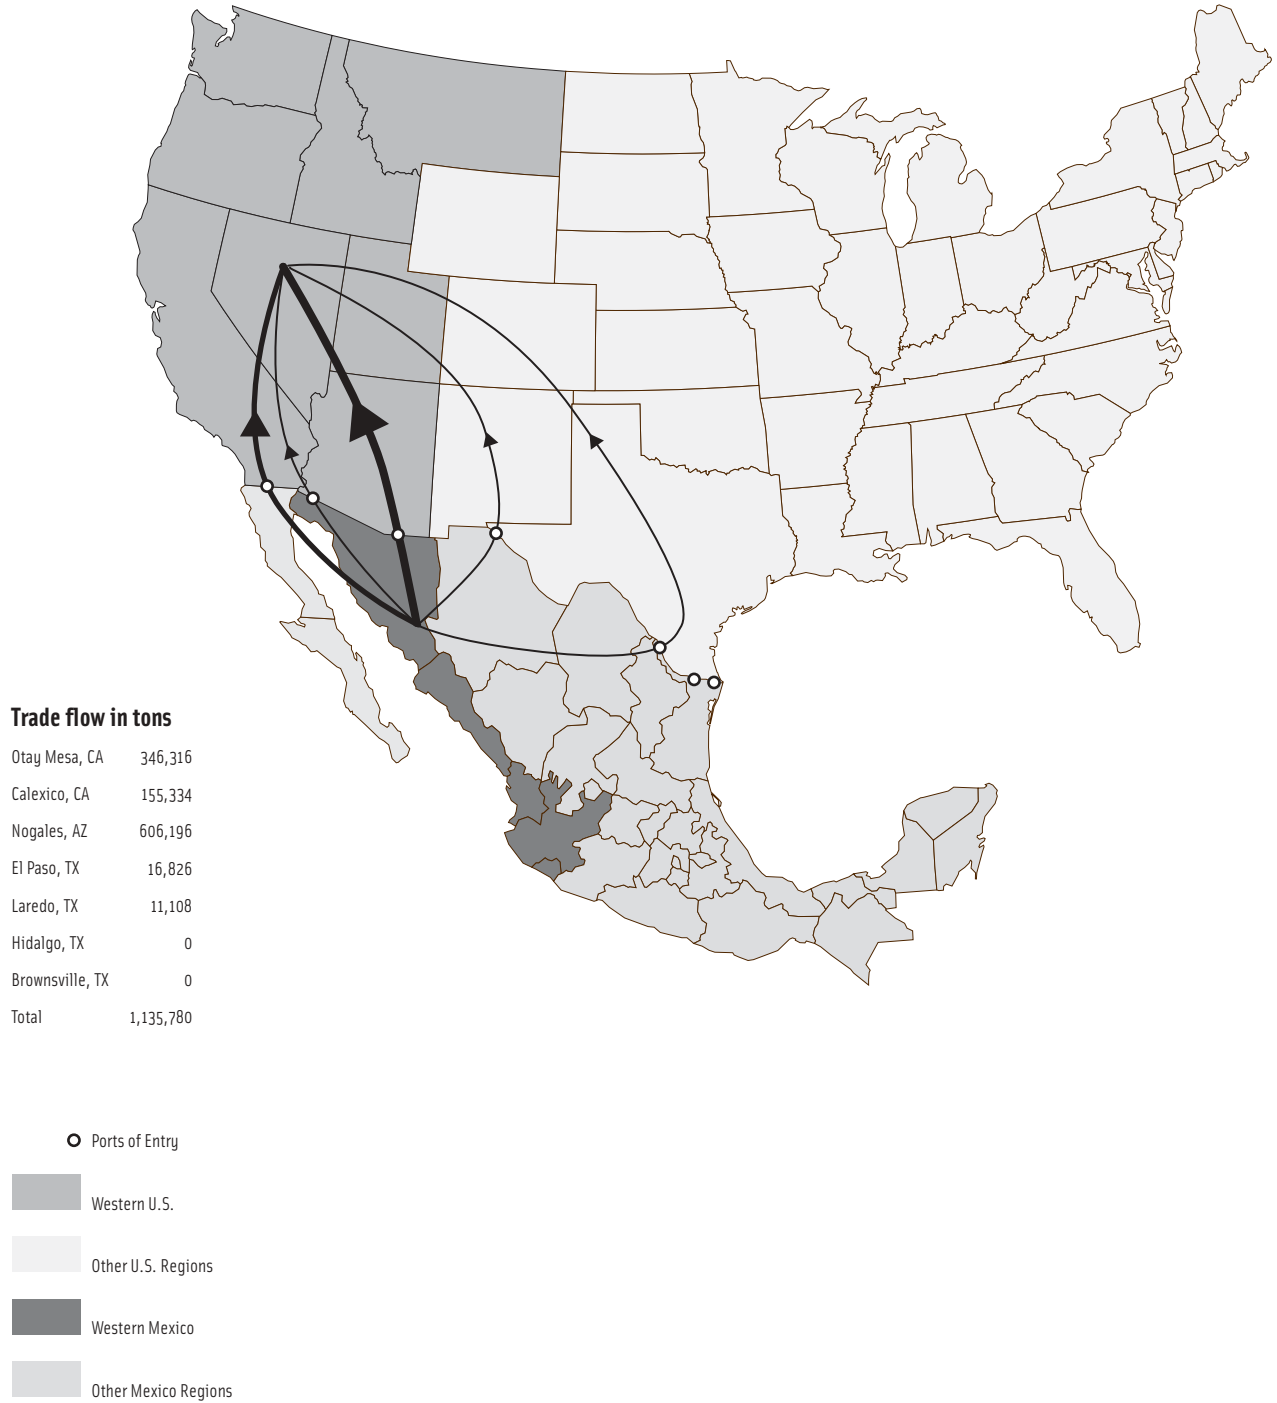 Trade flow in tons
Otay Mesa, CA 346,316
Calexico, CA 155,334
Nogales, AZ 606,196
El Paso, TX 16,826
Laredo, TX 11,108
Hidalgo, TX 0
Brownsville, TX 0
Total 1,135,780
Ports of Entry
Western U.S.
Other U.S. Regions
Western Mexico
Other Mexico Regions